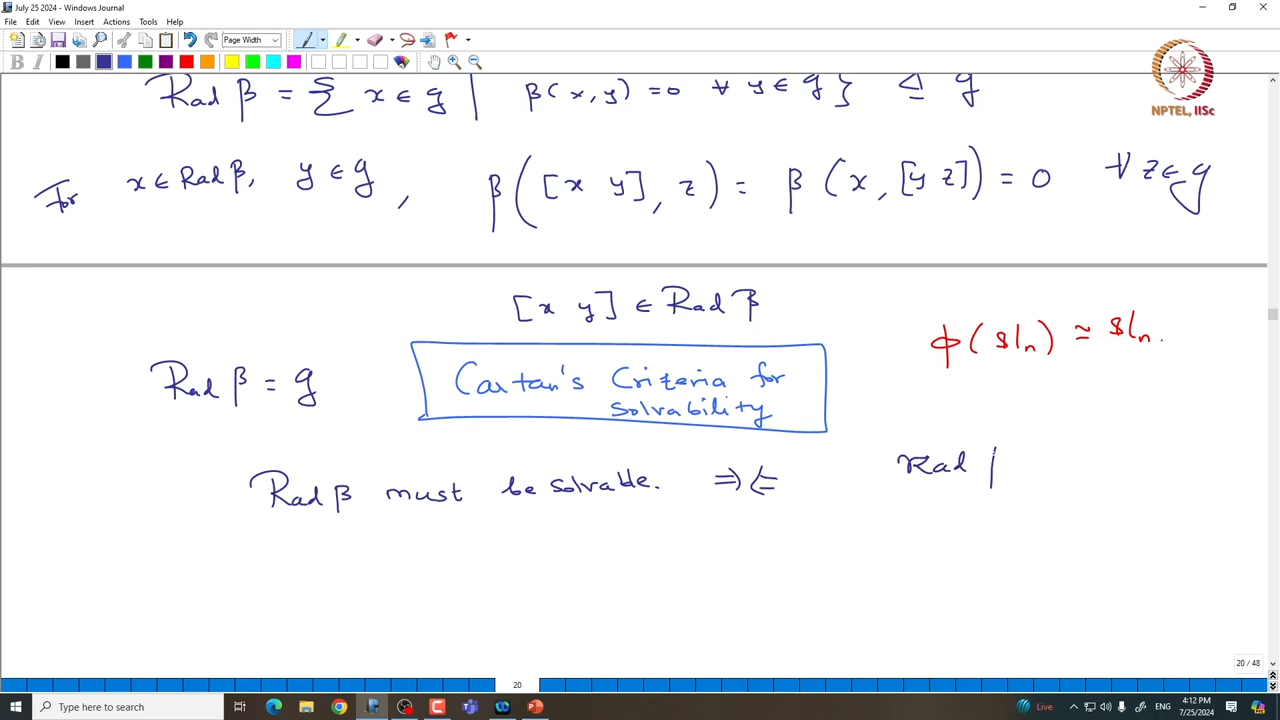 July 25 2024 - Windows Journal
File Edit View Insert Actions Tools Help
Page Width
B i
NPTEL, IISc
Rad β = { x ∈ g | β(x, y) = 0 ∀ y ∈ g } ≤ g
For x ∈ Rad β, y ∈ g, β([x y], z) = β(x, [y z]) = 0 ∀ z ∈ g
[x y] ∈ Rad β
ϕ(sl_n) ≃ sl_n.
Rad β = g
Cartan's Criteria for
solvability
Rad β must be solvable. ⇒⇐
Rad |
20 / 48
20
Type here to search
Live
ENG
4:12 PM
7/25/2024